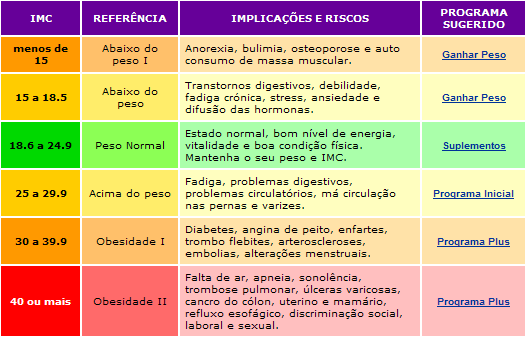 IMC REFERÊNCIA IMPLICAÇÕES E RISCOS PROGRAMA
SUGERIDO
menos de
15
Abaixo do
peso I
Anorexia, bulimia, osteoporose e auto
consumo de massa muscular.
Ganhar Peso
15 a 18.5
Abaixo do
peso
Transtornos digestivos, debilidade,
fadiga crónica, stress, ansiedade e
difusão das hormonas.
Ganhar Peso
18.6 a 24.9
Peso Normal
Estado normal, bom nível de energia,
vitalidade e boa condição física.
Mantenha o seu peso e IMC.
Suplementos
25 a 29.9
Acima do peso
Fadiga, problemas digestivos,
problemas circulatórios, má circulação
nas pernas e varizes.
Programa Inicial
30 a 39.9
Obesidade I
Diabetes, angina de peito, enfartes,
trombo flebites, arteroscleroses,
embolias, alterações menstruais.
Programa Plus
40 ou mais
Obesidade II
Falta de ar, apneia, sonolência,
trombose pulmonar, úlceras varicosas,
cancro do cólon, uterino e mamário,
refluxo esofágico, discriminação social,
laboral e sexual.
Programa Plus